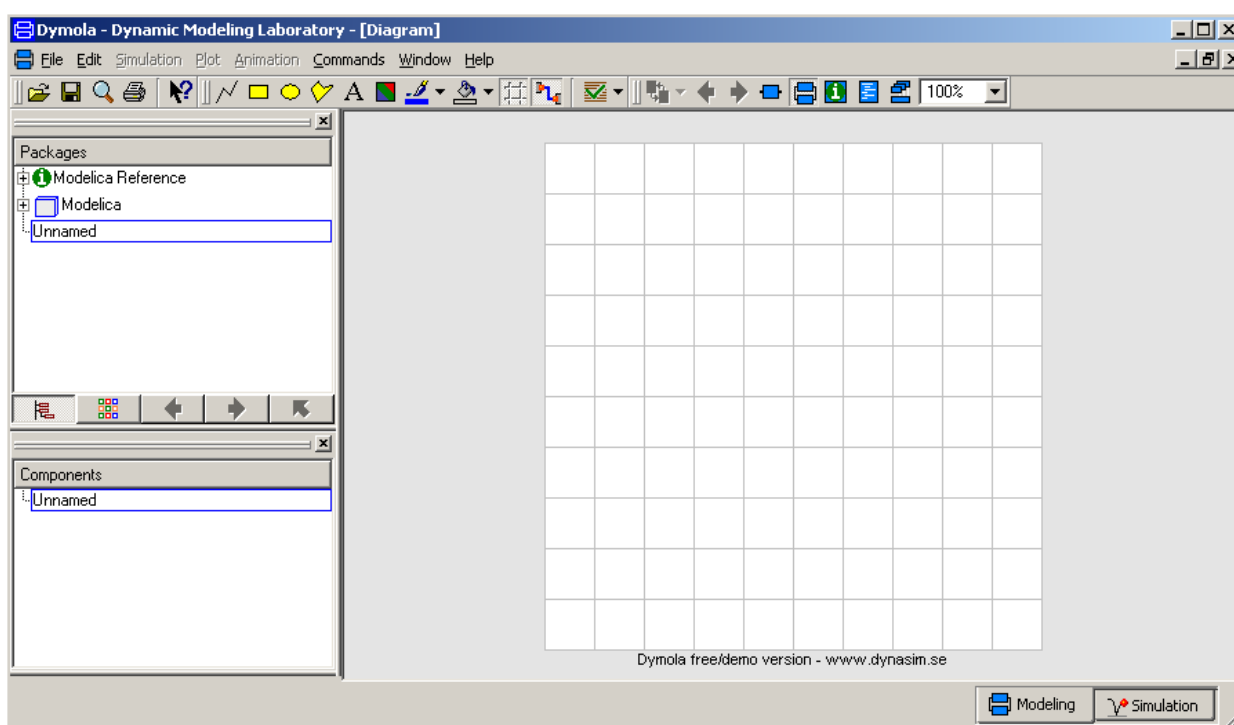 Dymola - Dynamic Modeling Laboratory - [Diagram]
File Edit Simulation Plot Animation Commands Window Help
A 100%
Packages
Modelica Reference
Modelica
Unnamed
Components
Unnamed
Dymola free/demo version - www.dynasim.se
Modeling Simulation